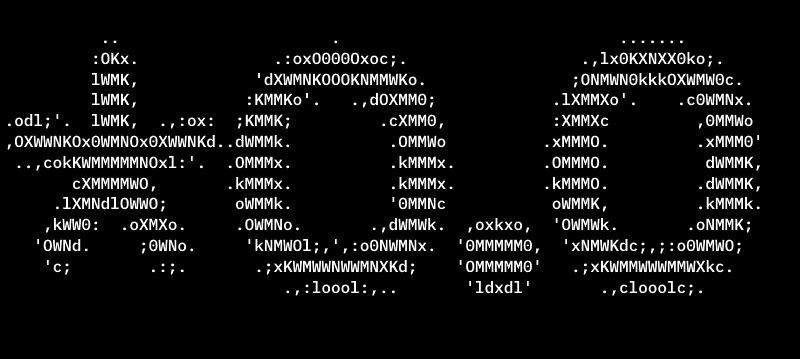 ..                       .                              .......
         :OKx.              .:oxO000Oxoc;.                   .,lx0KXNXX0ko;.
         lWMK,            'dXWMNKOOOKNMMWKo.                ;ONMWN0kkkOXWMW0c.
         lWMK,           :KMMKo'.   .,dOXMM0;             .lXMMXo'.    .c0WMNx.
.odl;'.  lWMK,  .,:ox:  ;KMMK;         .cXMM0,            :XMMXc         ,0MMWo
,OXWWNKOx0WMNOx0XWWNKd..dWMMk.          .OMMWo          .xMMMO.          .xMMM0'
 ..,cokKWMMMMMNOxl:'.  .OMMMx.          .kMMMx.         .OMMMO.           dWMMK,
       cXMMMMWO,       .kMMMx.          .kMMMx.         .kMMMO.          .dWMMK,
     .lXMNdlOWWO;       oWMMk.          '0MMNc           oWMMK,          .kMMMk.
    ,kWW0:  .oXMXo.     .OWMNo.       .,dWMWk.  ,oxkxo,  'OWMWk.       .oNMMK;
   'OWNd.     ;0WNo.     'kNMWOl;,',:o0NWMNx.  '0MMMMM0,  'xNMWKdc;,;:o0WMWO;
    'c;        .:;.       .;xKWMWWNWWMNXKd;    'OMMMMM0'   .;xKWMMWWWMMWXkc.
                             .,:loool:,..       'ldxdl'       .,clooolc;.